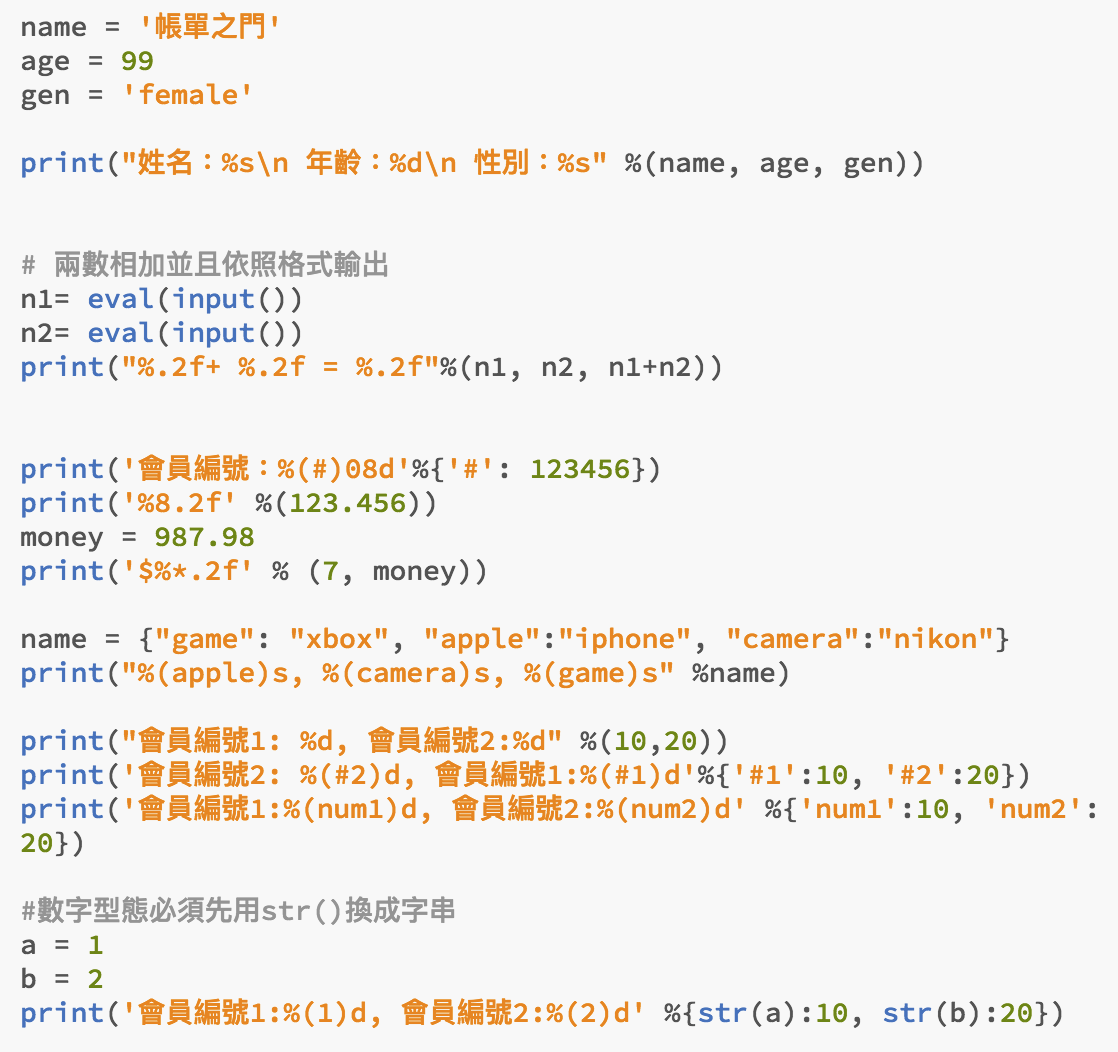 name = '帳單之門'
age = 99
gen = 'female'
print("姓名：%s\n 年齡：%d\n 性別：%s" %(name, age, gen))
# 兩數相加並且依照格式輸出
n1= eval(input())
n2= eval(input())
print("%.2f+ %.2f = %.2f"%(n1, n2, n1+n2))
print('會員編號：%(#)08d'%{'#': 123456})
print('%8.2f' %(123.456))
money = 987.98
print('$%*.2f' % (7, money))
name = {"game": "xbox", "apple":"iphone", "camera":"nikon"}
print("%(apple)s, %(camera)s, %(game)s" %name)
print("會員編號1: %d, 會員編號2:%d" %(10,20))
print('會員編號2: %(#2)d, 會員編號1:%(#1)d'%{'#1':10, '#2':20})
print('會員編號1:%(num1)d, 會員編號2:%(num2)d' %{'num1':10, 'num2':
20})
#數字型態必須先用str()換成字串
a = 1
b = 2
print('會員編號1:%(1)d, 會員編號2:%(2)d' %{str(a):10, str(b):20})